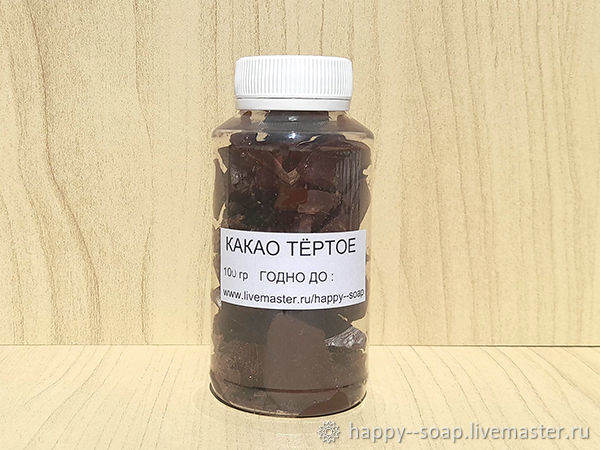 КАКАО ТЁРТОЕ
100 гр ГОДНО ДО :
www.livemaster.ru/happy--soap
happy--soap.livemaster.ru